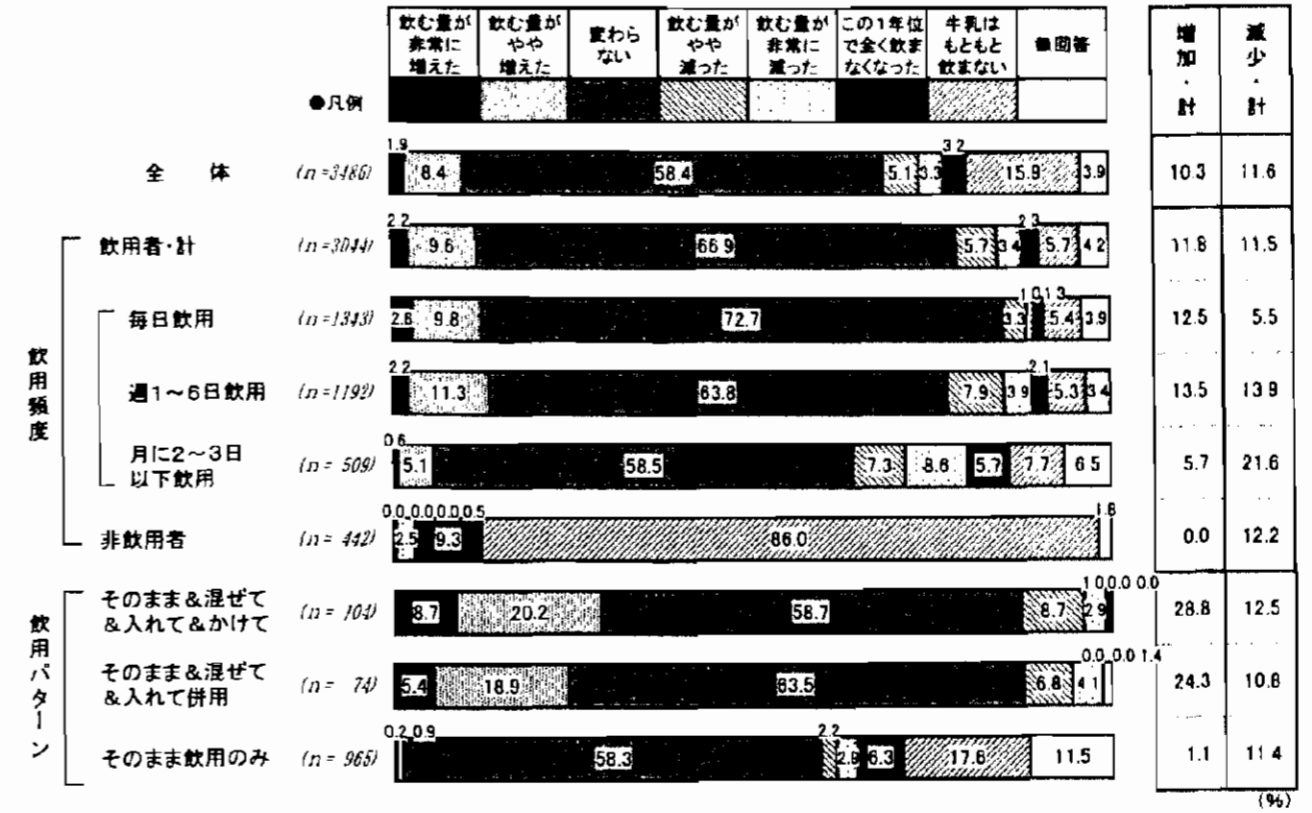 飲む量が非常に増えた 飲む量がやや増えた 変わらない 飲む量がやや減った 飲む量が非常に減った この1年位で全く飲まなくなった 牛乳はもともと飲まない 無回答 増加・計 減少・計
●凡例
全体 (n=3486) 1.9 8.4 58.4 5.1 3.3 3.2 15.9 3.9 10.3 11.6
飲用頻度
飲用者・計 (n=3044) 2.2 9.6 66.9 5.7 3.4 2.3 5.7 4.2 11.8 11.5
毎日飲用 (n=1343) 2.6 9.8 72.7 3.3 1.0 1.3 5.4 3.9 12.5 5.5
週1～6日飲用 (n=1192) 2.2 11.3 63.8 7.9 3.9 2.1 5.3 3.4 13.5 13.9
月に2～3日以下飲用 (n= 509) 0.6 5.1 58.5 7.3 8.6 5.7 7.7 6.5 5.7 21.6
非飲用者 (n= 442) 0.0 0.0 0.0 0.5 2.5 9.3 86.0 1.8 0.0 12.2
飲用パターン
そのまま&混ぜて&入れて&かけて (n= 104) 8.7 20.2 58.7 8.7 2.9 1.0 0.0 0.0 28.8 12.5
そのまま&混ぜて&入れて併用 (n= 74) 5.4 18.9 63.5 6.8 4.1 0.0 0.0 1.4 24.3 10.8
そのまま飲用のみ (n= 965) 0.2 0.9 58.3 2.2 2.9 6.3 17.6 11.5 1.1 11.4
(%)